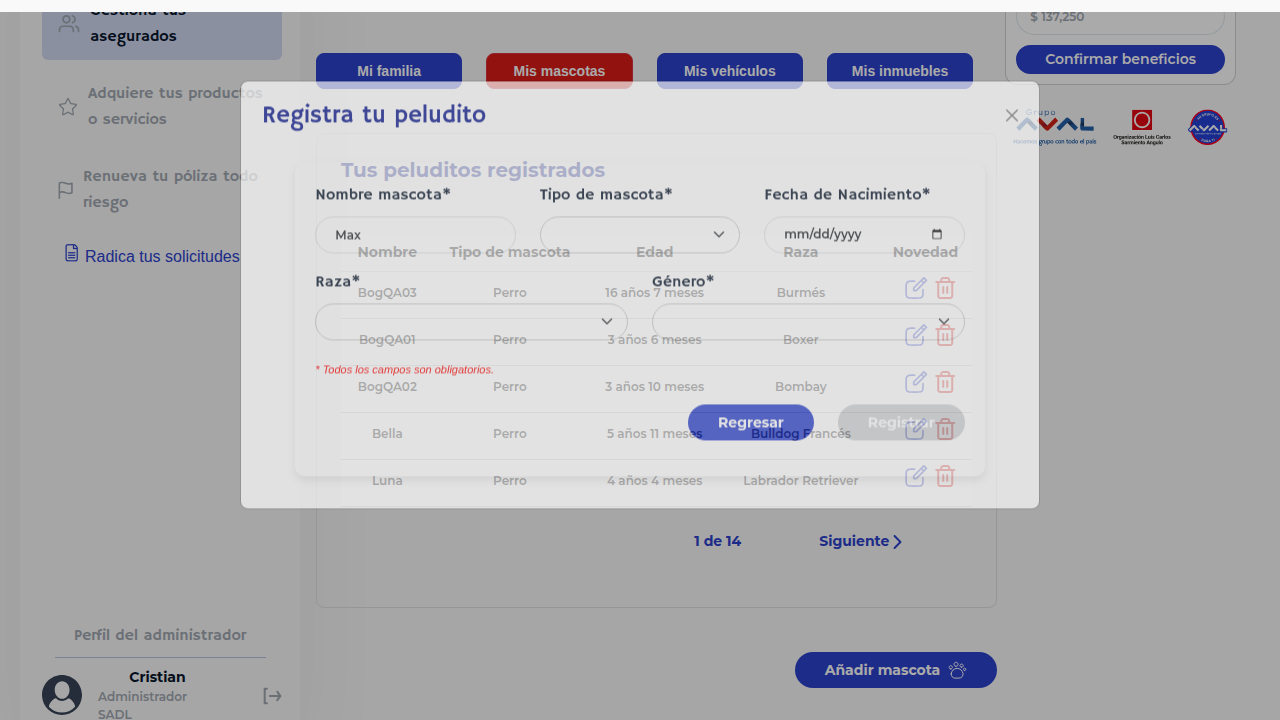 Gestiona tus
asegurados
Adquiere tus productos
o servicios
Renueva tu póliza todo
riesgo
Radica tus solicitudes
Perfil del administrador
Cristian
Administrador
SADL
Mi familia
Mis mascotas
Mis vehículos
Mis inmuebles
Registra tu peludito
Tus peluditos registrados
Nombre mascota*
Tipo de mascota*
Fecha de Nacimiento*
Max
mm/dd/yyyy
Raza*
Género*
* Todos los campos son obligatorios.
Regresar
Registrar
Nombre Tipo de mascota Edad Raza Novedad
BogQA03 Perro 16 años 7 meses Burmés
BogQA01 Perro 3 años 6 meses Boxer
BogQA02 Perro 3 años 10 meses Bombay
Bella Perro 5 años 11 meses Bulldog Francés
Luna Perro 4 años 4 meses Labrador Retriever
1 de 14
Siguiente
Añadir mascota
$ 137,250
Confirmar beneficios
Grupo
AVAL
Hacemos grupo con todo el país
Organización Luis Carlos
Sarmiento Angulo
AVAL